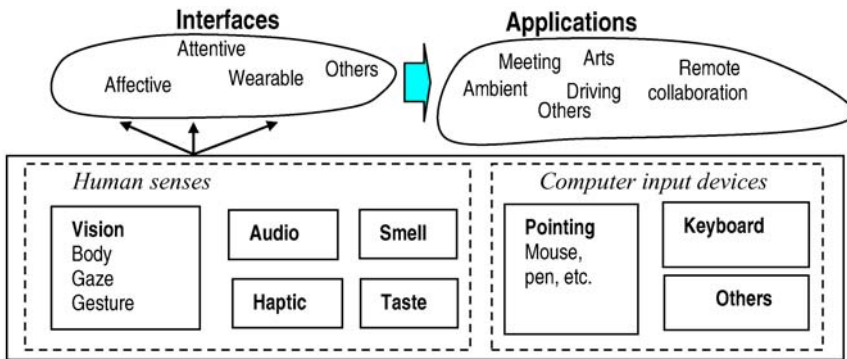 Interfaces
Applications
Attentive
Affective
Wearable
Others
Meeting
Arts
Remote
Ambient
Driving
collaboration
Others
Human senses
Computer input devices
Vision
Body
Gaze
Gesture
Audio
Smell
Haptic
Taste
Pointing
Mouse,
pen, etc.
Keyboard
Others